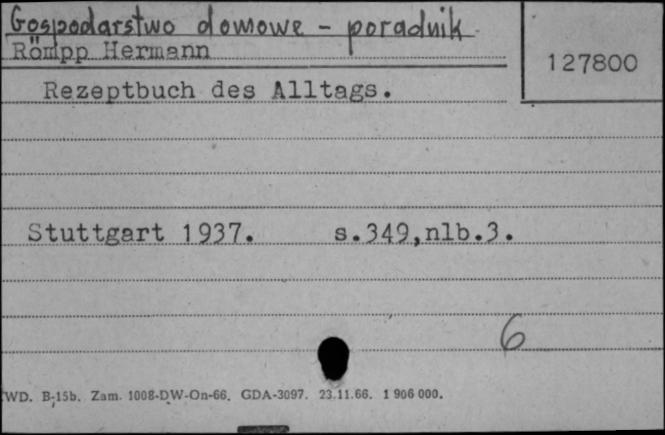 Gospodarstwo domowe - poradnik
Römpp Hermann
127800
Rezeptbuch des Alltags.
Stuttgart 1937. s.349,nlb.3.
6
WD. B-15b. Zam. 1008-DW-On-66. GDA-3097. 23.11.66. 1 906 000.